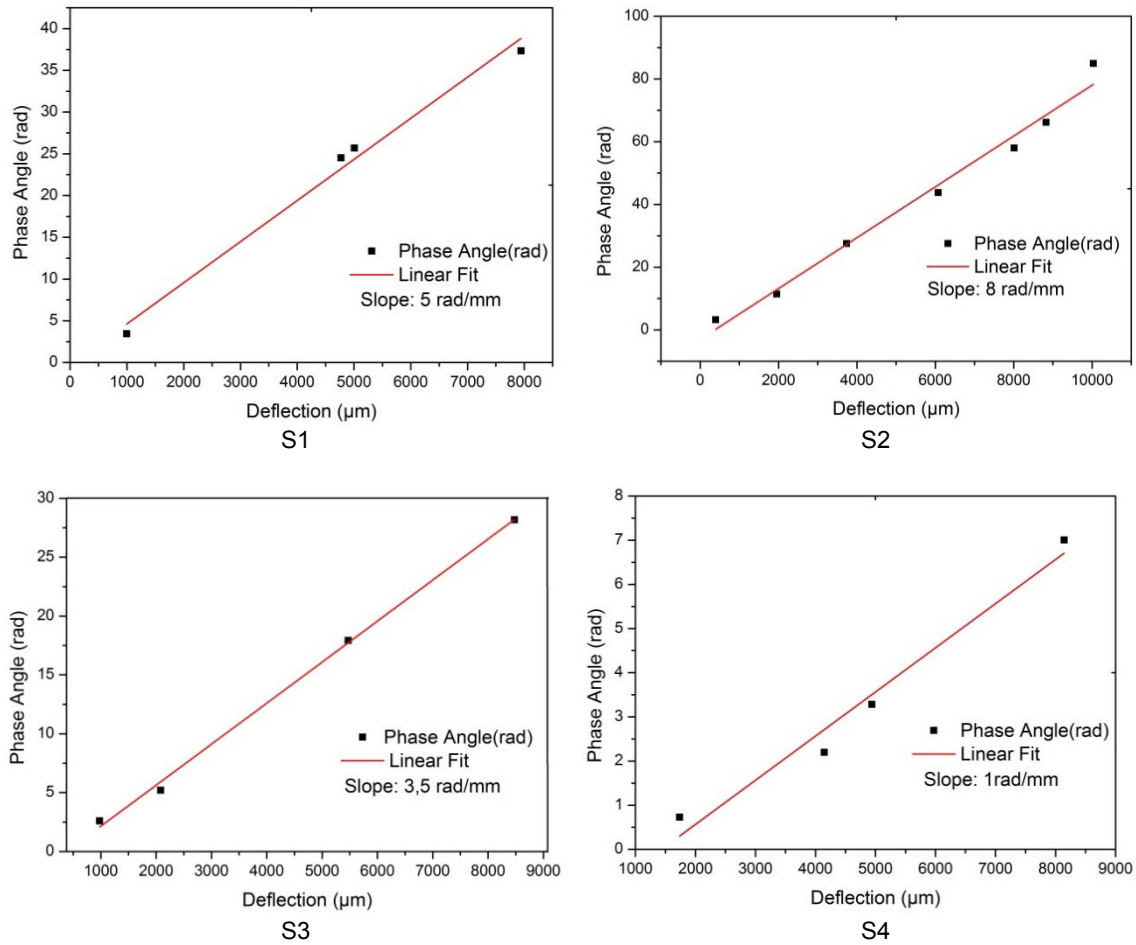 40
35
30
25
20
15
10
5
0
Phase Angle (rad)
0 1000 2000 3000 4000 5000 6000 7000 8000
Deflection (µm)
Phase Angle(rad)
Linear Fit
Slope: 5 rad/mm
S1
100
80
60
40
20
0
Phase Angle (rad)
0 2000 4000 6000 8000 10000
Deflection (µm)
Phase Angle(rad)
Linear Fit
Slope: 8 rad/mm
S2
30
25
20
15
10
5
0
Phase Angle (rad)
1000 2000 3000 4000 5000 6000 7000 8000 9000
Deflection (µm)
Phase Angle(rad)
Linear Fit
Slope: 3,5 rad/mm
S3
8
7
6
5
4
3
2
1
0
Phase Angle (rad)
1000 2000 3000 4000 5000 6000 7000 8000 9000
Deflection (µm)
Phase Angle(rad)
Linear Fit
Slope: 1rad/mm
S4